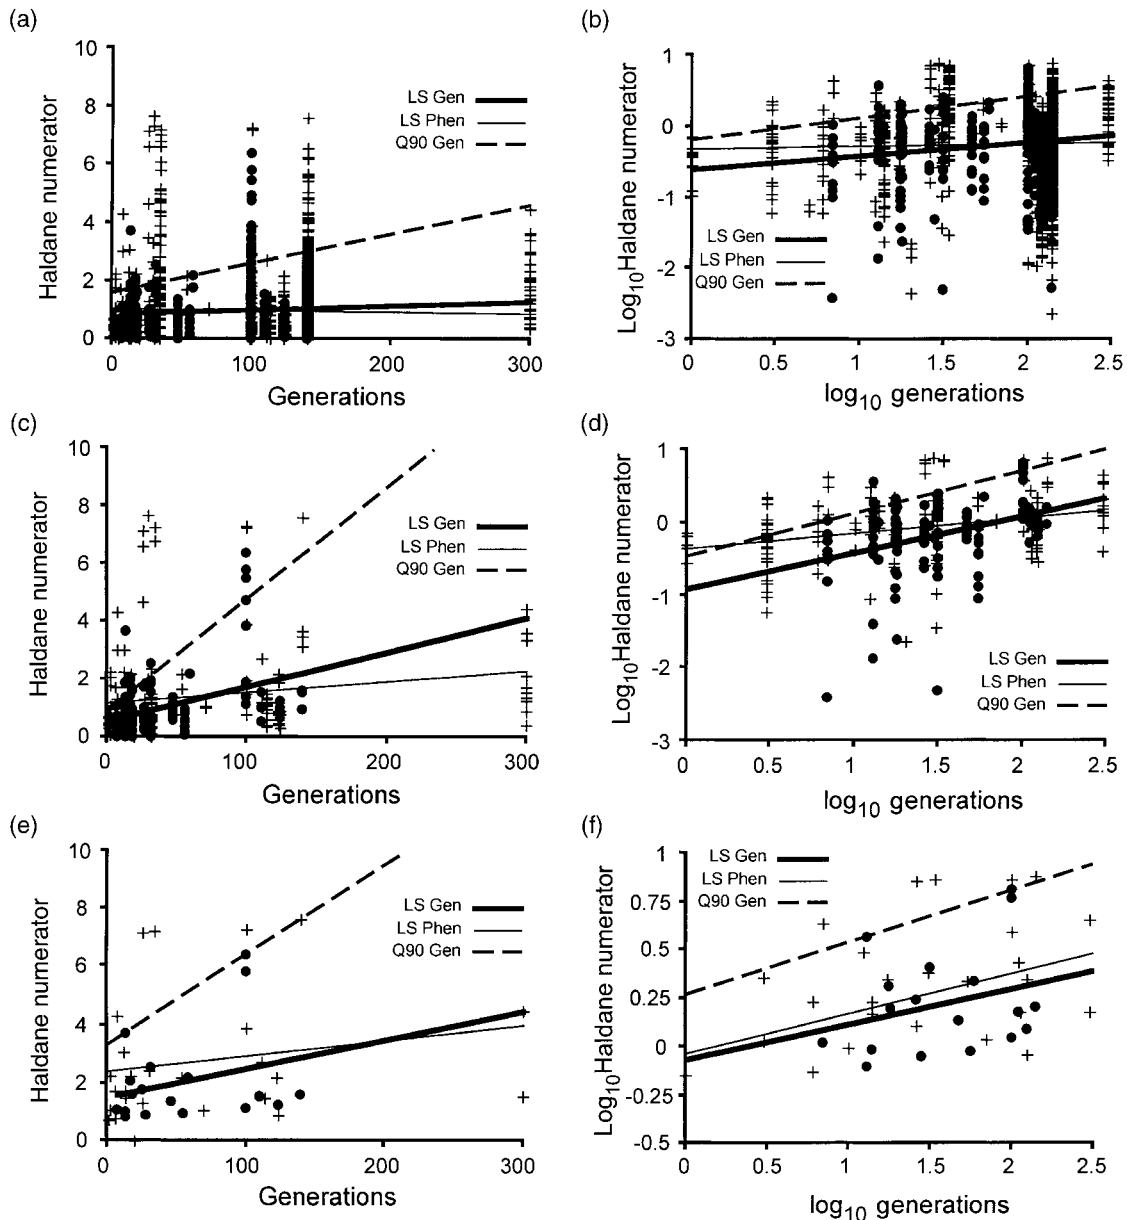 (a)
Haldane numerator
10
8
6
4
2
0
LS Gen
LS Phen
Q90 Gen
0
100
200
300
Generations
(b)
Log10Haldane numerator
1
0
-1
-2
-3
LS Gen
LS Phen
Q90 Gen
0
0.5
1
1.5
2
2.5
log10 generations
(c)
Haldane numerator
10
8
6
4
2
0
LS Gen
LS Phen
Q90 Gen
0
100
200
300
Generations
(d)
Log10Haldane numerator
1
0
-1
-2
-3
LS Gen
LS Phen
Q90 Gen
0
0.5
1
1.5
2
2.5
log10 generations
(e)
Haldane numerator
10
8
6
4
2
0
LS Gen
LS Phen
Q90 Gen
0
100
200
300
Generations
(f)
Log10Haldane numerator
1
0.75
0.5
0.25
0
-0.25
-0.5
LS Gen
LS Phen
Q90 Gen
0
0.5
1
1.5
2
2.5
log10 generations